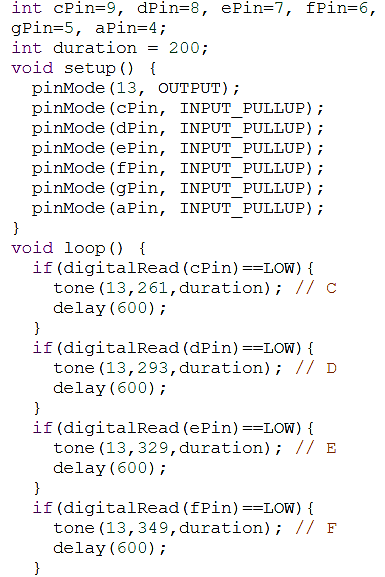 int cPin=9, dPin=8, ePin=7, fPin=6,
gPin=5, aPin=4;
int duration = 200;
void setup() {
  pinMode(13, OUTPUT);
  pinMode(cPin, INPUT_PULLUP);
  pinMode(dPin, INPUT_PULLUP);
  pinMode(ePin, INPUT_PULLUP);
  pinMode(fPin, INPUT_PULLUP);
  pinMode(gPin, INPUT_PULLUP);
  pinMode(aPin, INPUT_PULLUP);
}
void loop() {
  if(digitalRead(cPin)==LOW){
    tone(13,261,duration); // C
    delay(600);
  }
  if(digitalRead(dPin)==LOW){
    tone(13,293,duration); // D
    delay(600);
  }
  if(digitalRead(ePin)==LOW){
    tone(13,329,duration); // E
    delay(600);
  }
  if(digitalRead(fPin)==LOW){
    tone(13,349,duration); // F
    delay(600);
  }